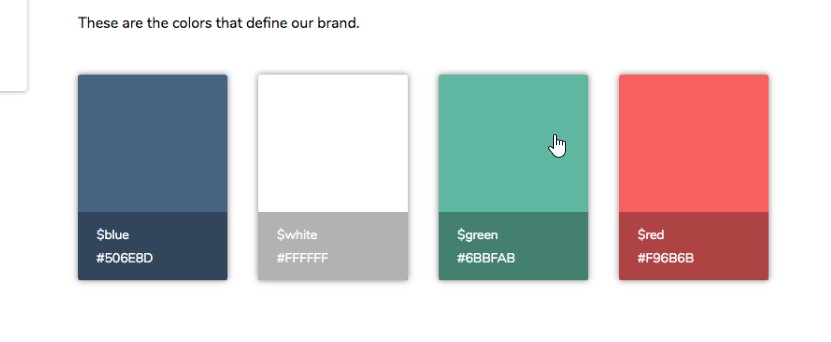 These are the colors that define our brand.
$blue
#506E8D
$white
#FFFFFF
$green
#6BBFAB
$red
#F96B6B